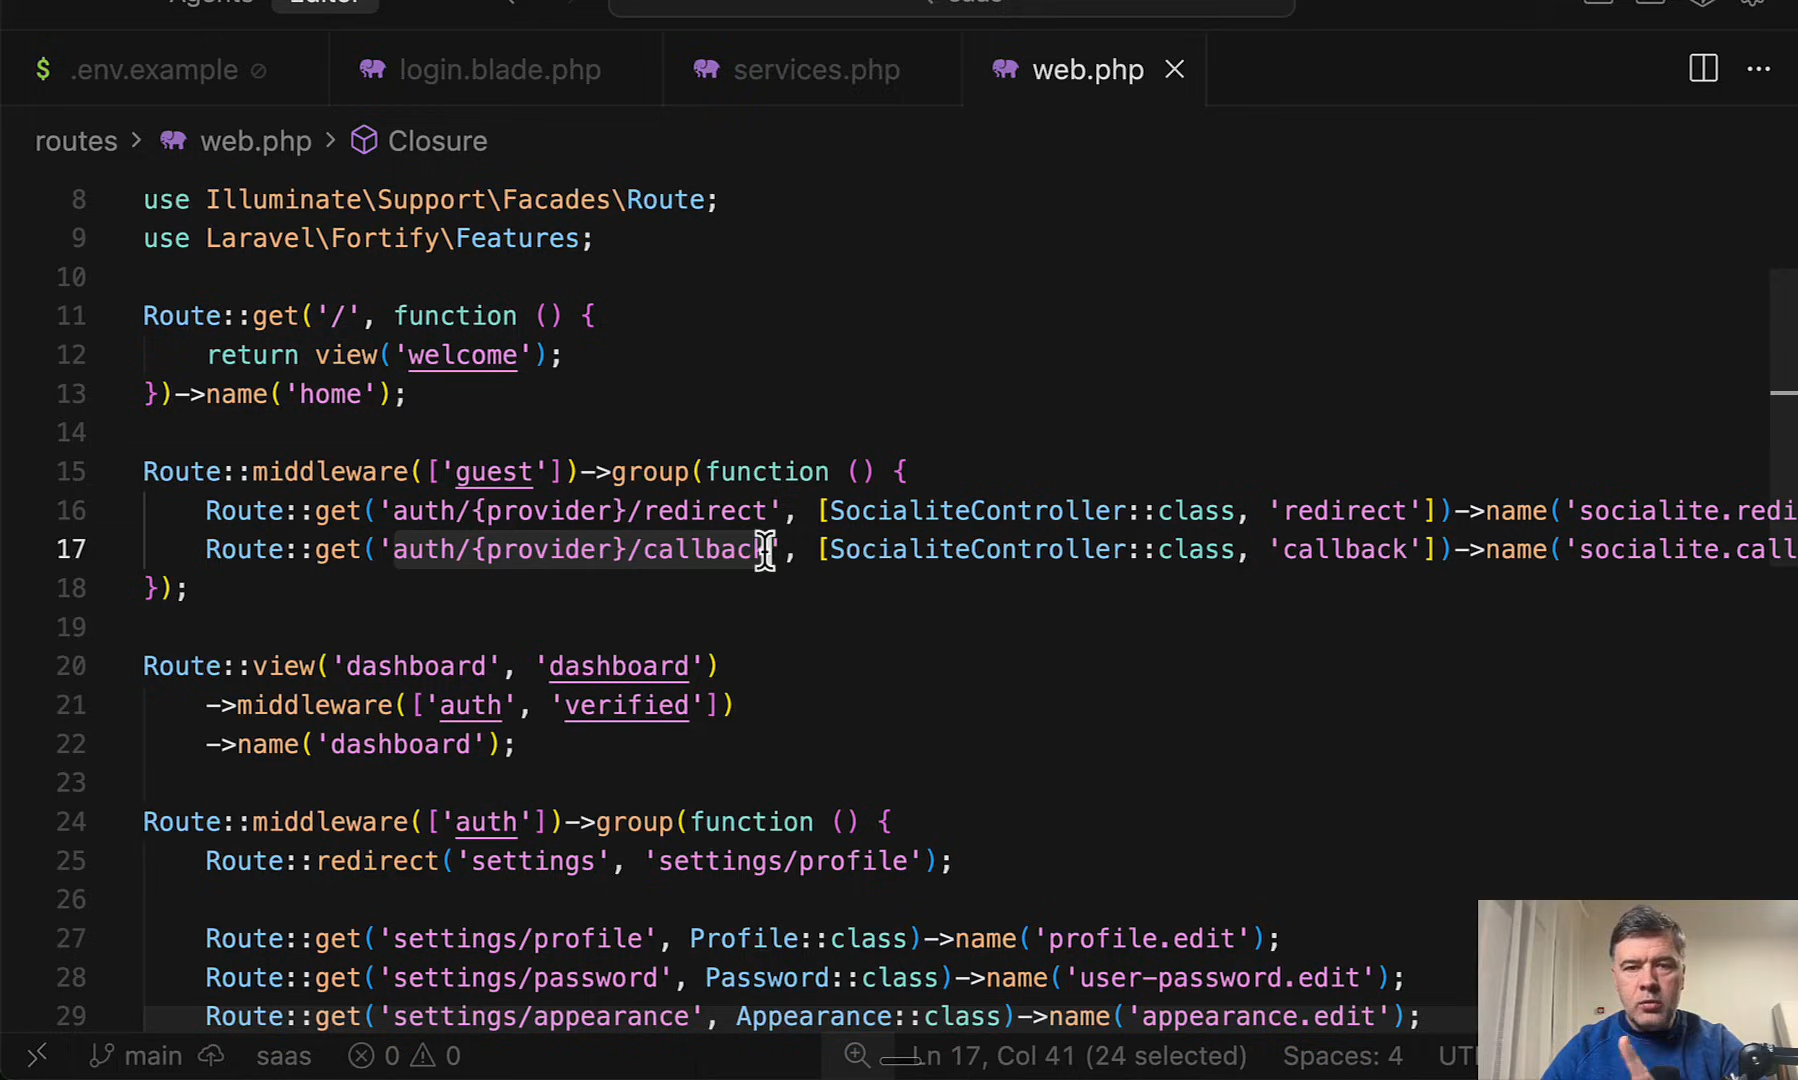 Agents Editor
.env.example login.blade.php services.php web.php
routes > web.php > Closure
8 use Illuminate\Support\Facades\Route;
9 use Laravel\Fortify\Features;
10
11 Route::get('/', function () {
12 return view('welcome');
13 })->name('home');
14
15 Route::middleware(['guest'])->group(function () {
16 Route::get('auth/{provider}/redirect', [SocialiteController::class, 'redirect'])->name('socialite.redi
17 Route::get('auth/{provider}/callback', [SocialiteController::class, 'callback'])->name('socialite.call
18 });
19
20 Route::view('dashboard', 'dashboard')
21 ->middleware(['auth', 'verified'])
22 ->name('dashboard');
23
24 Route::middleware(['auth'])->group(function () {
25 Route::redirect('settings', 'settings/profile');
26
27 Route::get('settings/profile', Profile::class)->name('profile.edit');
28 Route::get('settings/password', Password::class)->name('user-password.edit');
29 Route::get('settings/appearance', Appearance::class)->name('appearance.edit');
main saas 0 0 Ln 17, Col 41 (24 selected) Spaces: 4 UTF